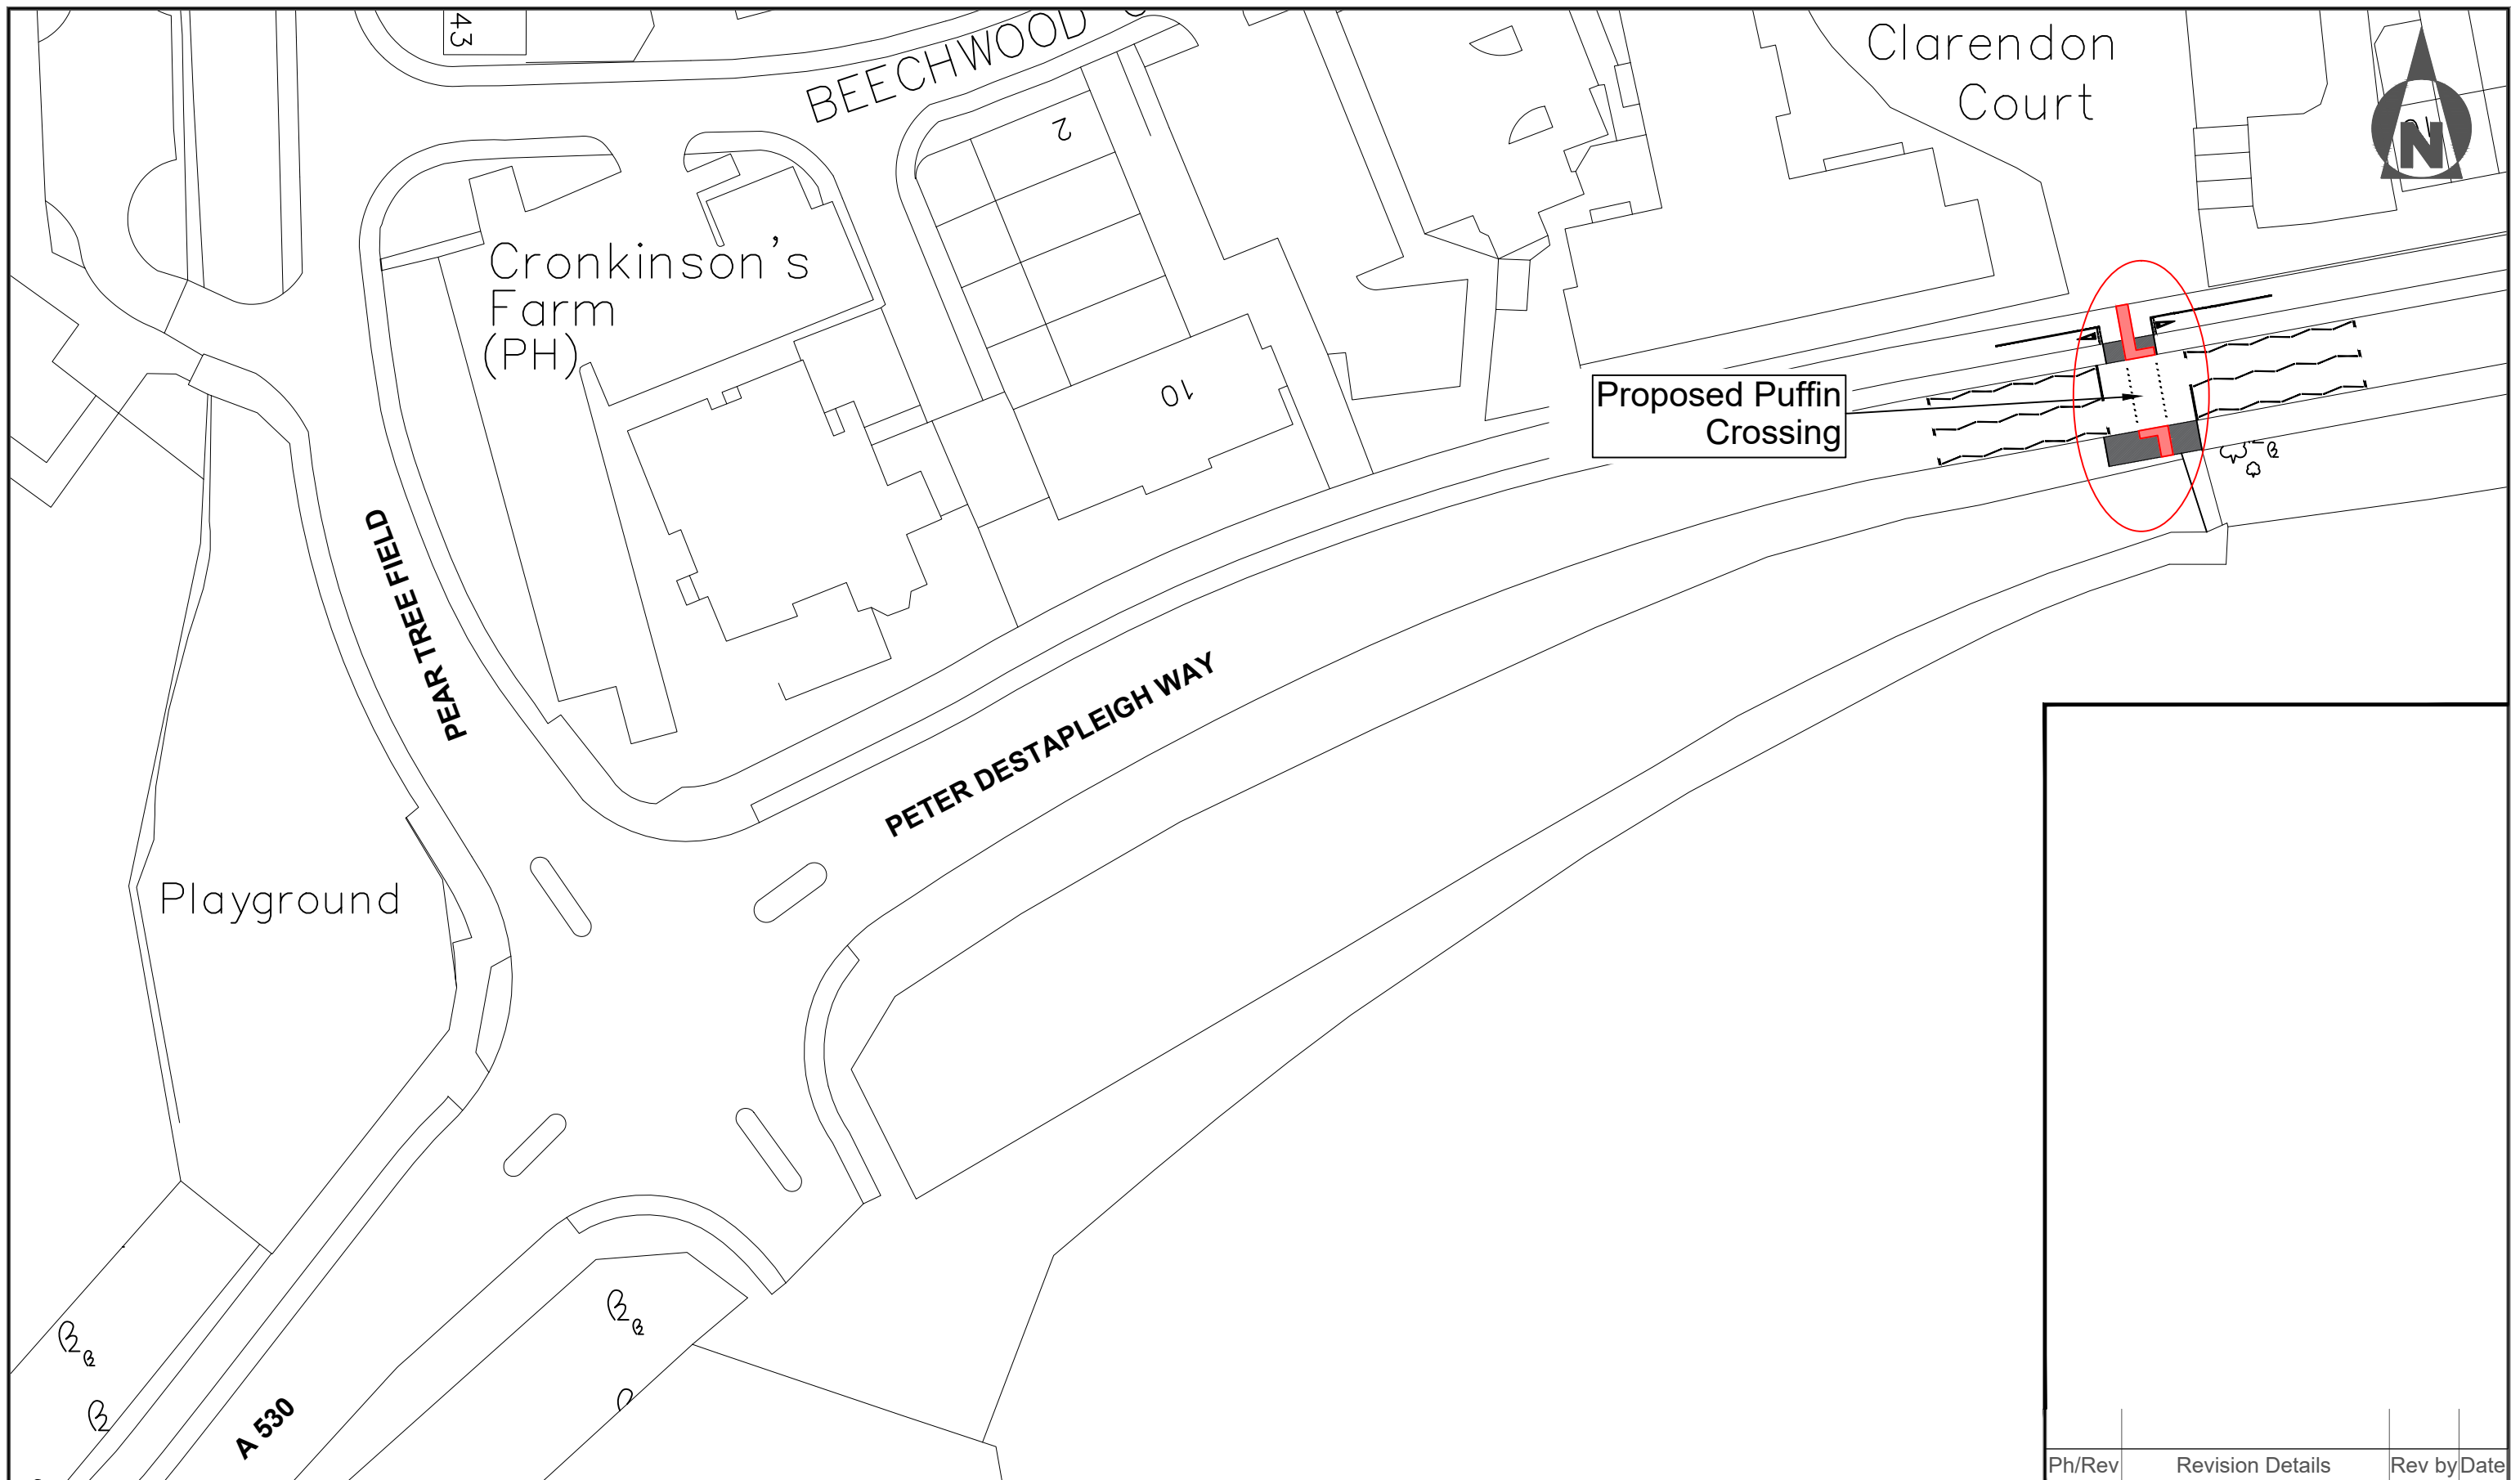 43
BEECHWOOD
Clarendon
Court
N
2
Cronkinson's
Farm
(PH)
10
Proposed Puffin
Crossing
PEAR TREE FIELD
PETER DESTAPLEIGH WAY
Playground
A 530
Ph/Rev Revision Details Rev by Date